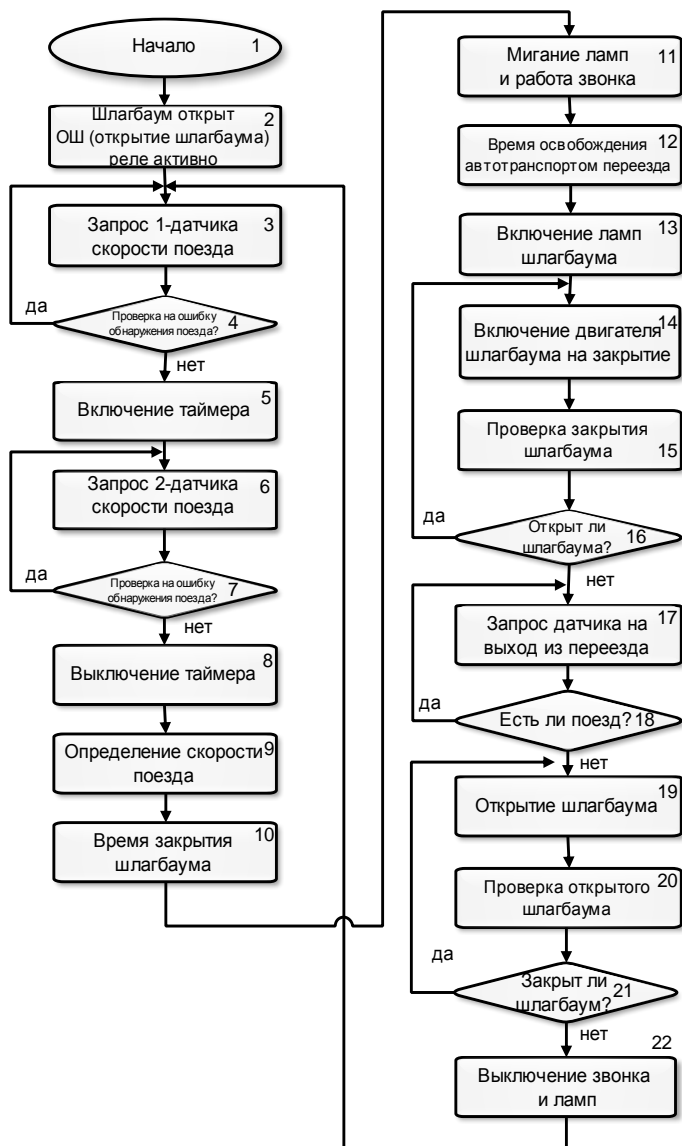 Начало 1
Шлагбаум открыт 2
ОШ (открытие шлагбаума)
реле активно
Запрос 1-датчика 3
скорости поезда
да
Проверка на ошибку
обнаружения поезда? 4
нет
Включение таймера 5
Запрос 2-датчика 6
скорости поезда
да
Проверка на ошибку
обнаружения поезда? 7
нет
Выключение таймера 8
Определение скорости 9
поезда
Время закрытия 10
шлагбаума
Мигание ламп 11
и работа звонка
Время освобождения 12
автотранспортом переезда
Включение ламп 13
шлагбаума
Включение двигателя 14
шлагбаума на закрытие
Проверка закрытия
шлагбаума 15
да
Открыт ли 16
шлагбаума?
нет
Запрос датчика на 17
выход из переезда
да
Есть ли поезд? 18
нет
Открытие шлагбаума 19
Проверка открытого 20
шлагбаума
да
Закрыт ли 21
шлагбаум?
нет
22
Выключение звонка
и ламп